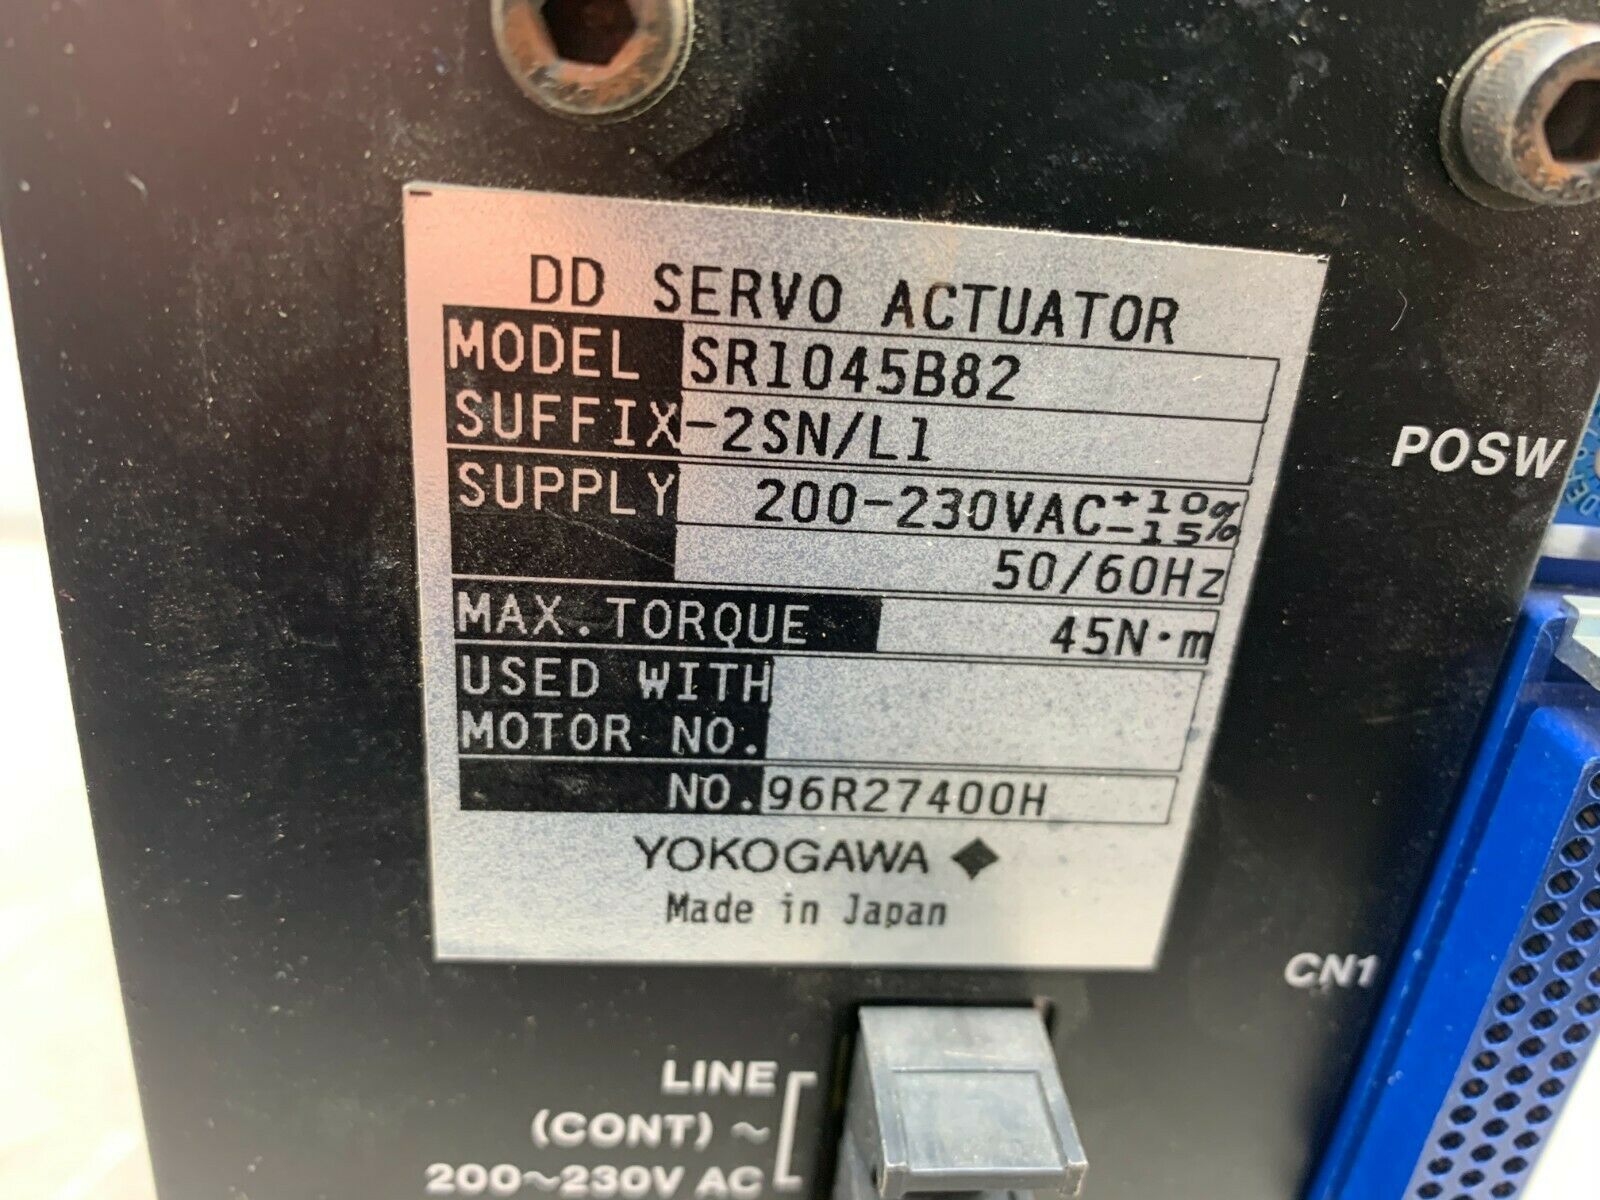 DD SERVO ACTUATOR
MODEL SR1045B82
SUFFIX -2SN/L1
SUPPLY 200-230VAC +10 -15 %
50/60Hz
MAX.TORQUE 45N·m
USED WITH
MOTOR NO.
NO. 96R27400H
YOKOGAWA
Made in Japan
POSW
CN1
LINE
(CONT) ~
200~230V AC